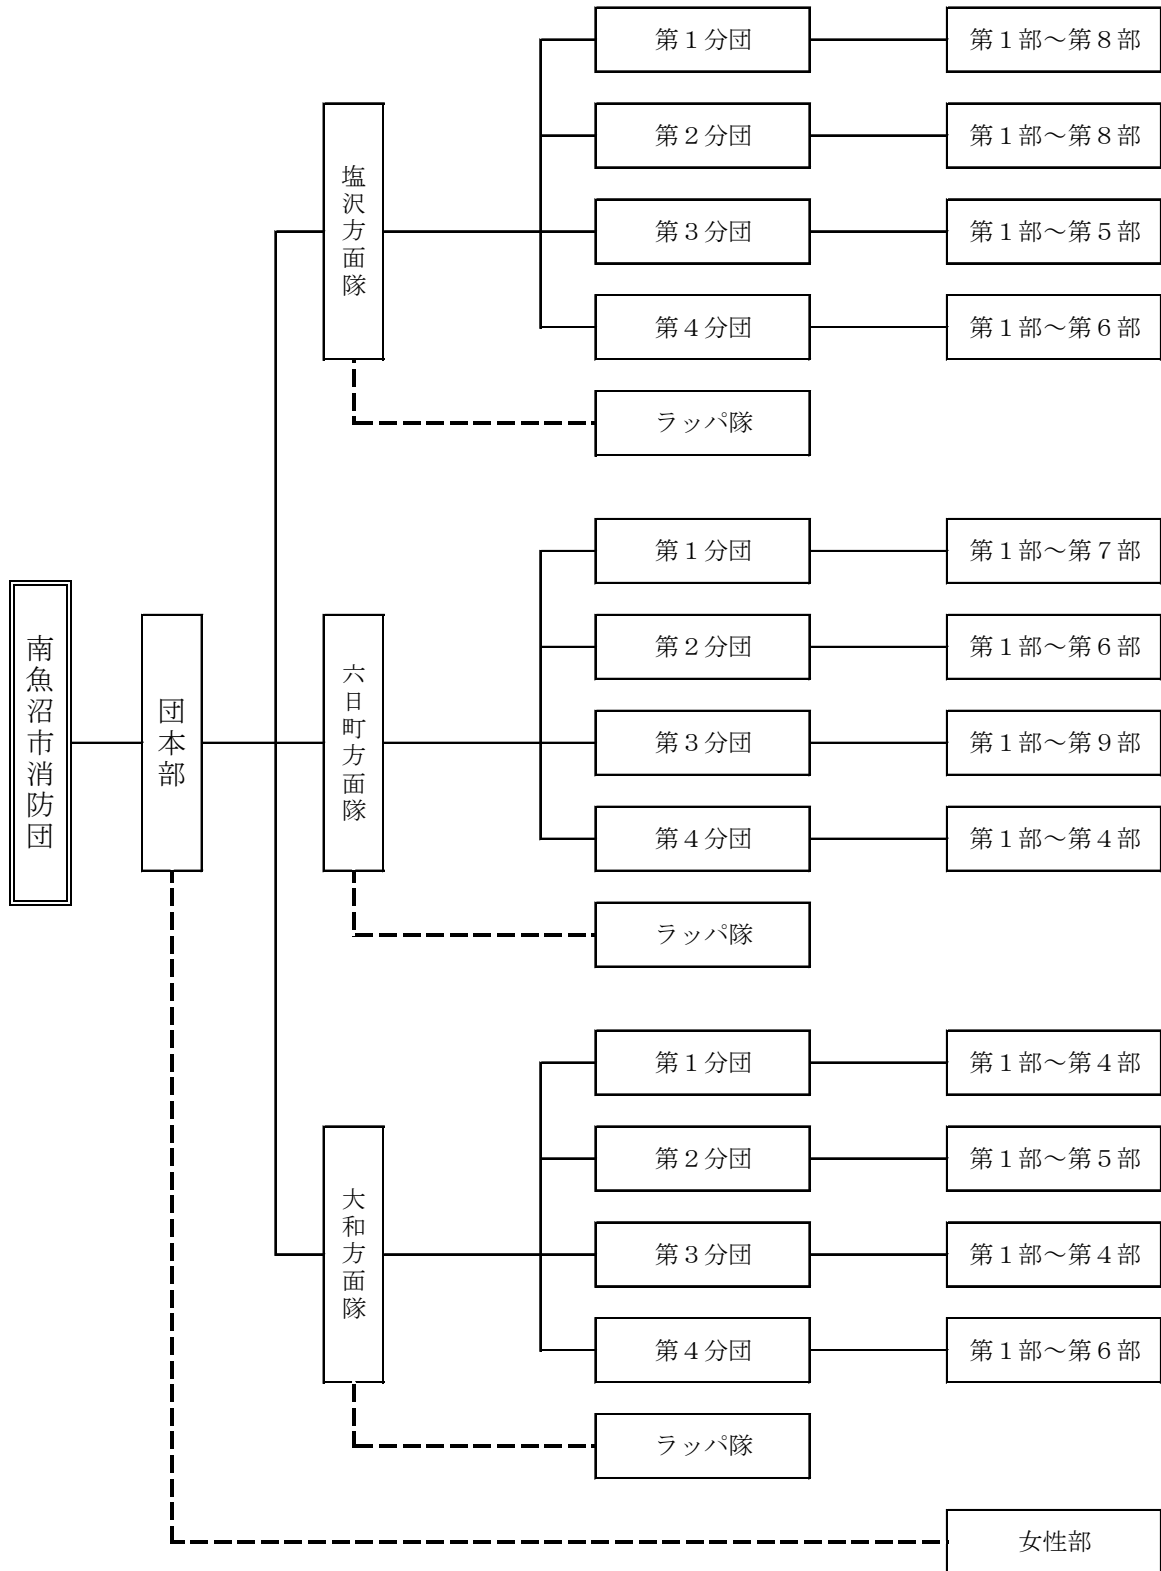 南魚沼市消防団
団本部
塩沢方面隊
第１分団
第１部～第８部
第２分団
第１部～第８部
第３分団
第１部～第５部
第４分団
第１部～第６部
ラッパ隊
六日町方面隊
第１分団
第１部～第７部
第２分団
第１部～第６部
第３分団
第１部～第９部
第４分団
第１部～第４部
ラッパ隊
大和方面隊
第１分団
第１部～第４部
第２分団
第１部～第５部
第３分団
第１部～第４部
第４分団
第１部～第６部
ラッパ隊
女性部